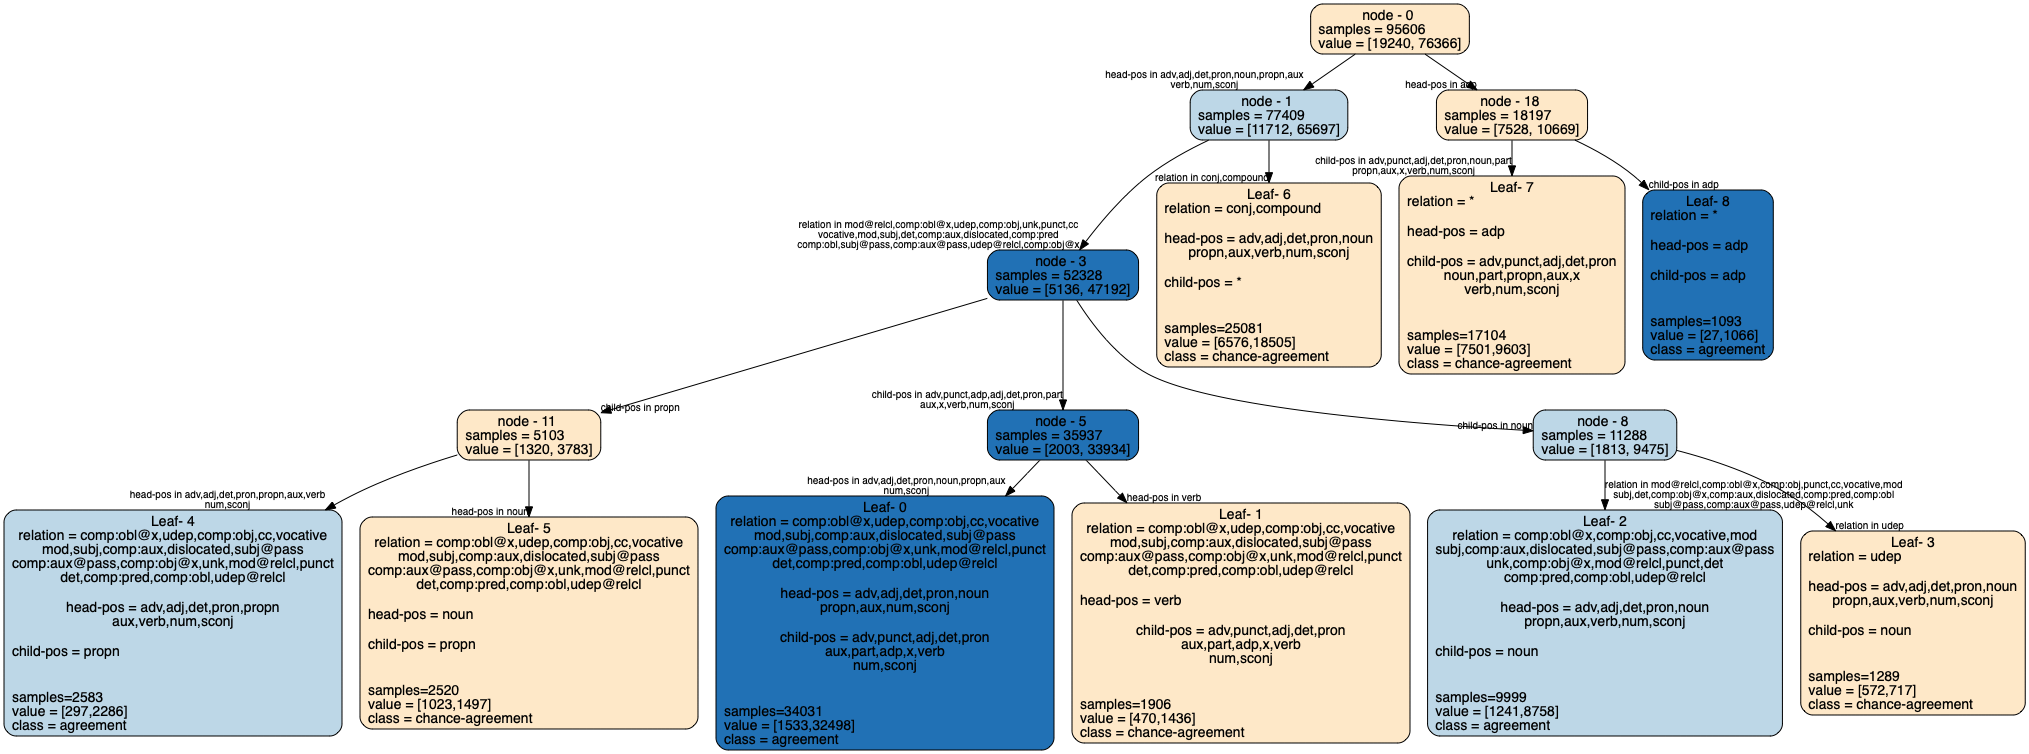 node - 0
samples = 95606
value = [19240, 76366]
head-pos in adv,adj,det,pron,noun,propn,aux
verb,num,sconj
head-pos in adp
node - 1
samples = 77409
value = [11712, 65697]
node - 18
samples = 18197
value = [7528, 10669]
relation in mod@relcl,comp:obl@x,udep,comp:obj,unk,punct,cc
vocative,mod,subj,det,comp:aux,dislocated,comp:pred
comp:obl,subj@pass,comp:aux@pass,udep@relcl,comp:obj@x
relation in conj,compound
child-pos in adv,punct,adj,det,pron,noun,part
propn,aux,x,verb,num,sconj
child-pos in adp
node - 3
samples = 52328
value = [5136, 47192]
Leaf- 6
relation = conj,compound
head-pos = adv,adj,det,pron,noun
propn,aux,verb,num,sconj
child-pos = *
samples=25081
value = [6576,18505]
class = chance-agreement
Leaf- 7
relation = *
head-pos = adp
child-pos = adv,punct,adj,det,pron
noun,part,propn,aux,x
verb,num,sconj
samples=17104
value = [7501,9603]
class = chance-agreement
Leaf- 8
relation = *
head-pos = adp
child-pos = adp
samples=1093
value = [27,1066]
class = agreement
child-pos in propn
child-pos in adv,punct,adp,adj,det,pron,part
aux,x,verb,num,sconj
child-pos in noun
node - 11
samples = 5103
value = [1320, 3783]
node - 5
samples = 35937
value = [2003, 33934]
node - 8
samples = 11288
value = [1813, 9475]
head-pos in adv,adj,det,pron,propn,aux,verb
num,sconj
head-pos in noun
head-pos in adv,adj,det,pron,noun,propn,aux
num,sconj
head-pos in verb
relation in mod@relcl,comp:obl@x,comp:obj,punct,cc,vocative,mod
subj,det,comp:obj@x,comp:aux,dislocated,comp:pred,comp:obl
subj@pass,comp:aux@pass,udep@relcl,unk
relation in udep
Leaf- 4
relation = comp:obl@x,udep,comp:obj,cc,vocative
mod,subj,comp:aux,dislocated,subj@pass
comp:aux@pass,comp:obj@x,unk,mod@relcl,punct
det,comp:pred,comp:obl,udep@relcl
head-pos = adv,adj,det,pron,propn
aux,verb,num,sconj
child-pos = propn
samples=2583
value = [297,2286]
class = agreement
Leaf- 5
relation = comp:obl@x,udep,comp:obj,cc,vocative
mod,subj,comp:aux,dislocated,subj@pass
comp:aux@pass,comp:obj@x,unk,mod@relcl,punct
det,comp:pred,comp:obl,udep@relcl
head-pos = noun
child-pos = propn
samples=2520
value = [1023,1497]
class = chance-agreement
Leaf- 0
relation = comp:obl@x,udep,comp:obj,cc,vocative
mod,subj,comp:aux,dislocated,subj@pass
comp:aux@pass,comp:obj@x,unk,mod@relcl,punct
det,comp:pred,comp:obl,udep@relcl
head-pos = adv,adj,det,pron,noun
propn,aux,num,sconj
child-pos = adv,punct,adj,det,pron
aux,part,adp,x,verb
num,sconj
samples=34031
value = [1533,32498]
class = agreement
Leaf- 1
relation = comp:obl@x,udep,comp:obj,cc,vocative
mod,subj,comp:aux,dislocated,subj@pass
comp:aux@pass,comp:obj@x,unk,mod@relcl,punct
det,comp:pred,comp:obl,udep@relcl
head-pos = verb
child-pos = adv,punct,adj,det,pron
aux,part,adp,x,verb
num,sconj
samples=1906
value = [470,1436]
class = chance-agreement
Leaf- 2
relation = comp:obl@x,comp:obj,cc,vocative,mod
subj,comp:aux,dislocated,subj@pass,comp:aux@pass
unk,comp:obj@x,mod@relcl,punct,det
comp:pred,comp:obl,udep@relcl
head-pos = adv,adj,det,pron,noun
propn,aux,verb,num,sconj
child-pos = noun
samples=9999
value = [1241,8758]
class = agreement
Leaf- 3
relation = udep
head-pos = adv,adj,det,pron,noun
propn,aux,verb,num,sconj
child-pos = noun
samples=1289
value = [572,717]
class = chance-agreement